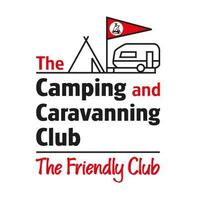 The
Camping and
Caravanning
Club
The Friendly Club